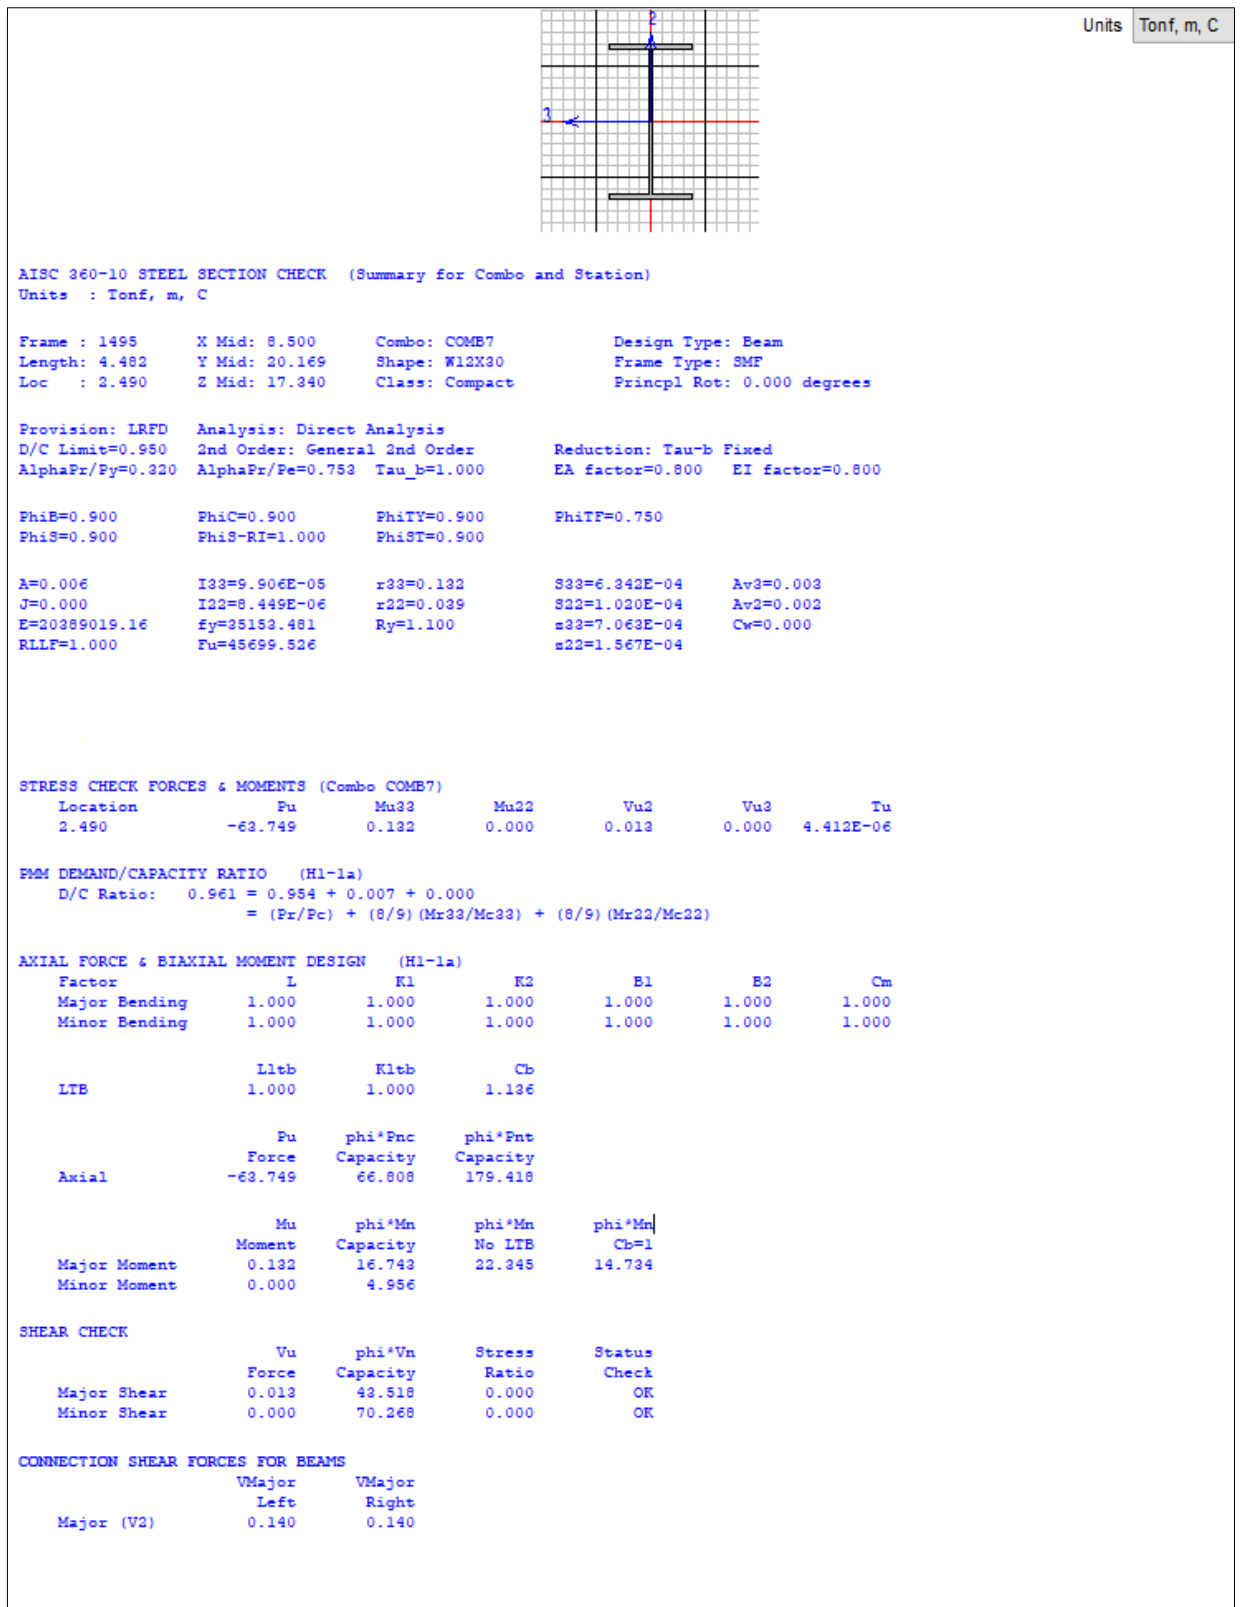 2
Units Tonf, m, C
3
AISC 360-10 STEEL SECTION CHECK (Summary for Combo and Station)
Units : Tonf, m, C
Frame : 1495 X Mid: 8.500 Combo: COMB7 Design Type: Beam
Length: 4.482 Y Mid: 20.169 Shape: W12X30 Frame Type: SMF
Loc : 2.490 Z Mid: 17.340 Class: Compact Princpl Rot: 0.000 degrees
Provision: LRFD Analysis: Direct Analysis
D/C Limit=0.950 2nd Order: General 2nd Order Reduction: Tau-b Fixed
AlphaPr/Py=0.320 AlphaPr/Pe=0.753 Tau_b=1.000 EA factor=0.800 EI factor=0.800
PhiB=0.900 PhiC=0.900 PhiTY=0.900 PhiTF=0.750
PhiS=0.900 PhiS-RI=1.000 PhiST=0.900
A=0.006 I33=9.906E-05 r33=0.132 S33=6.342E-04 Av3=0.003
J=0.000 I22=8.449E-06 r22=0.039 S22=1.020E-04 Av2=0.002
E=20389019.16 fy=35153.481 Ry=1.100 z33=7.063E-04 Cw=0.000
RLLF=1.000 Fu=45699.526 z22=1.567E-04
STRESS CHECK FORCES & MOMENTS (Combo COMB7)
Location Pu Mu33 Mu22 Vu2 Vu3 Tu
2.490 -63.749 0.132 0.000 0.013 0.000 4.412E-06
PMM DEMAND/CAPACITY RATIO (H1-1a)
D/C Ratio: 0.961 = 0.954 + 0.007 + 0.000
= (Pr/Pc) + (8/9)(Mr33/Mc33) + (8/9)(Mr22/Mc22)
AXIAL FORCE & BIAXIAL MOMENT DESIGN (H1-1a)
Factor L K1 K2 B1 B2 Cm
Major Bending 1.000 1.000 1.000 1.000 1.000 1.000
Minor Bending 1.000 1.000 1.000 1.000 1.000 1.000
Lltb Kltb Cb
LTB 1.000 1.000 1.136
Pu phi*Pnc phi*Pnt
Force Capacity Capacity
Axial -63.749 66.808 179.418
Mu phi*Mn phi*Mn phi*Mn
Moment Capacity No LTB Cb=1
Major Moment 0.132 16.743 22.345 14.734
Minor Moment 0.000 4.956
SHEAR CHECK
Vu phi*Vn Stress Status
Force Capacity Ratio Check
Major Shear 0.013 43.518 0.000 OK
Minor Shear 0.000 70.268 0.000 OK
CONNECTION SHEAR FORCES FOR BEAMS
VMajor VMajor
Left Right
Major (V2) 0.140 0.140